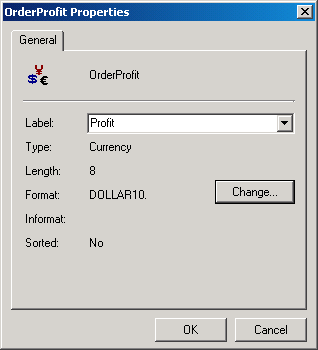 OrderProfit Properties
General
OrderProfit
Label: Profit
Type: Currency
Length: 8
Format: DOLLAR10.
Change...
Informat:
Sorted: No
OK Cancel